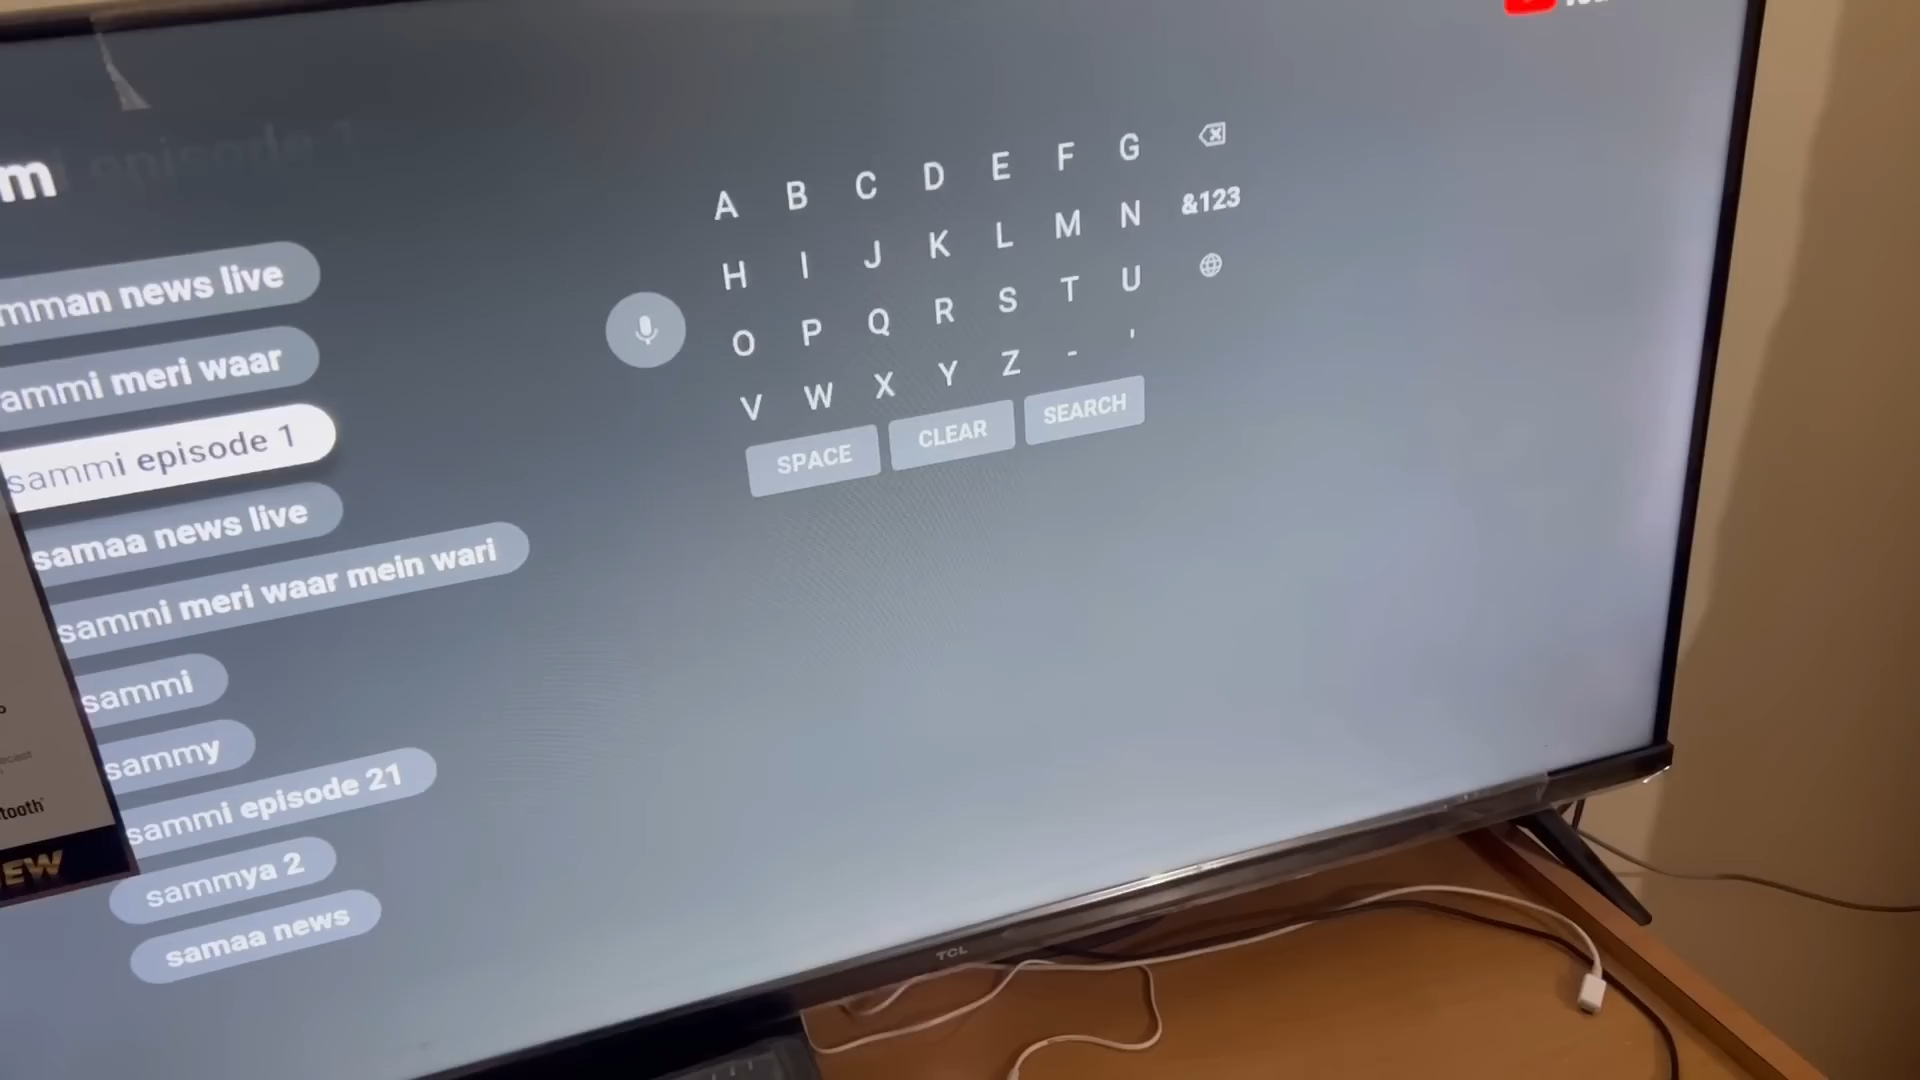 m
mman news live
ammi meri waar
sammi episode 1
samaa news live
sammi meri waar mein wari
sammi
sammy
sammi episode 21
sammya 2
samaa news
A B C D E F G
H I J K L M N &123
O P Q R S T U
V W X Y Z - '
SPACE CLEAR SEARCH
tooth
EW
TCL